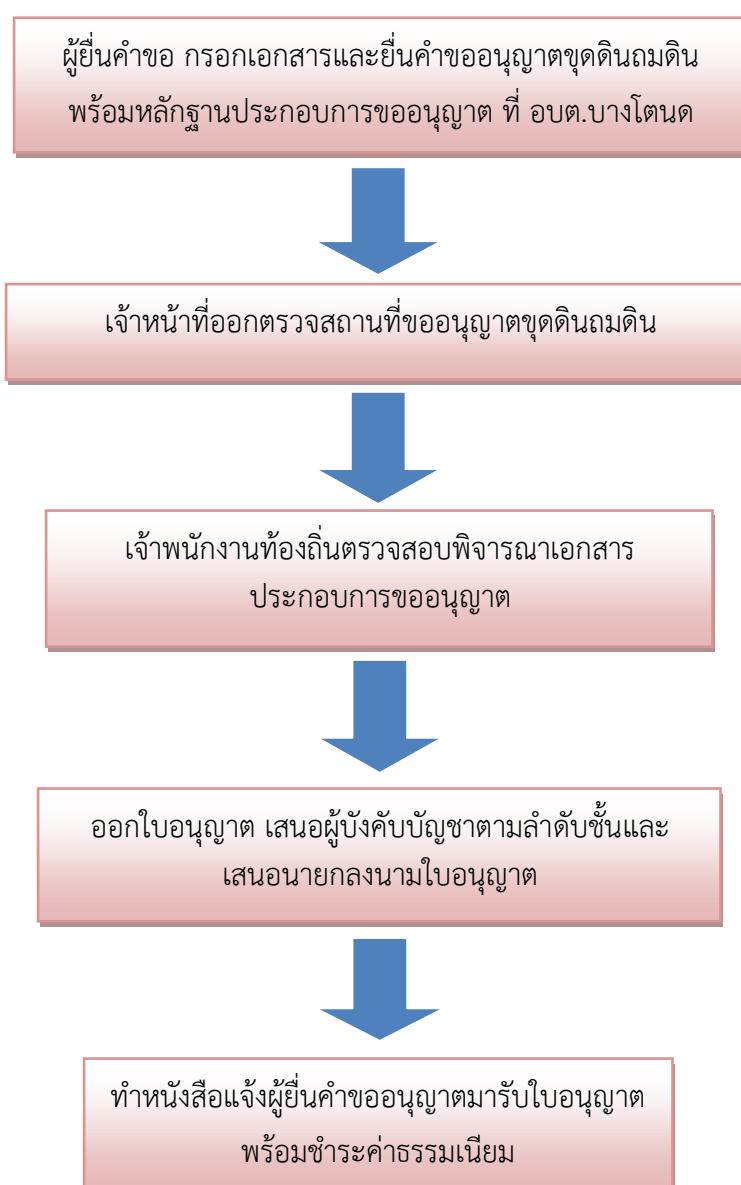 ผู้ยื่นคำขอ กรอกเอกสารและยื่นคำขออนุญาตขุดดินถมดิน
พร้อมหลักฐานประกอบการขออนุญาต ที่ อบต.บางโตนด
เจ้าหน้าที่ออกตรวจสถานที่ขออนุญาตขุดดินถมดิน
เจ้าพนักงานท้องถิ่นตรวจสอบพิจารณาเอกสาร
ประกอบการขออนุญาต
ออกใบอนุญาต เสนอผู้บังคับบัญชาตามลำดับชั้นและ
เสนอนายกลงนามใบอนุญาต
ทำหนังสือแจ้งผู้ยื่นคำขออนุญาตมารับใบอนุญาต
พร้อมชำระค่าธรรมเนียม